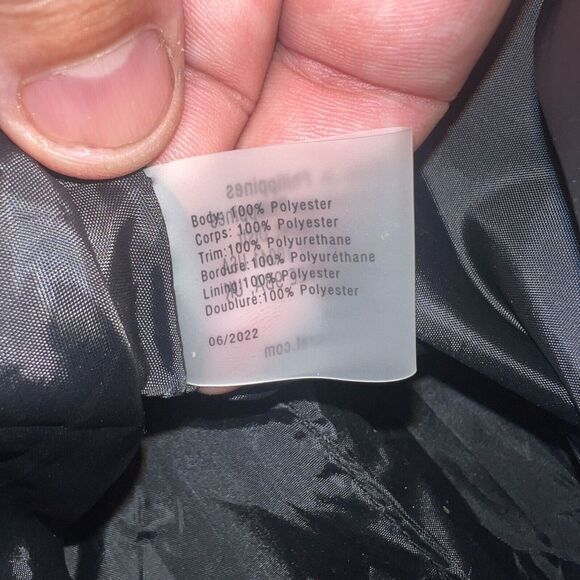 Body: 100% Polyester
Corps: 100% Polyester
Trim:100% Polyurethane
Bordure:100% Polyuréthane
Lining:100% Polyester
Doublure:100% Polyester
06/2022